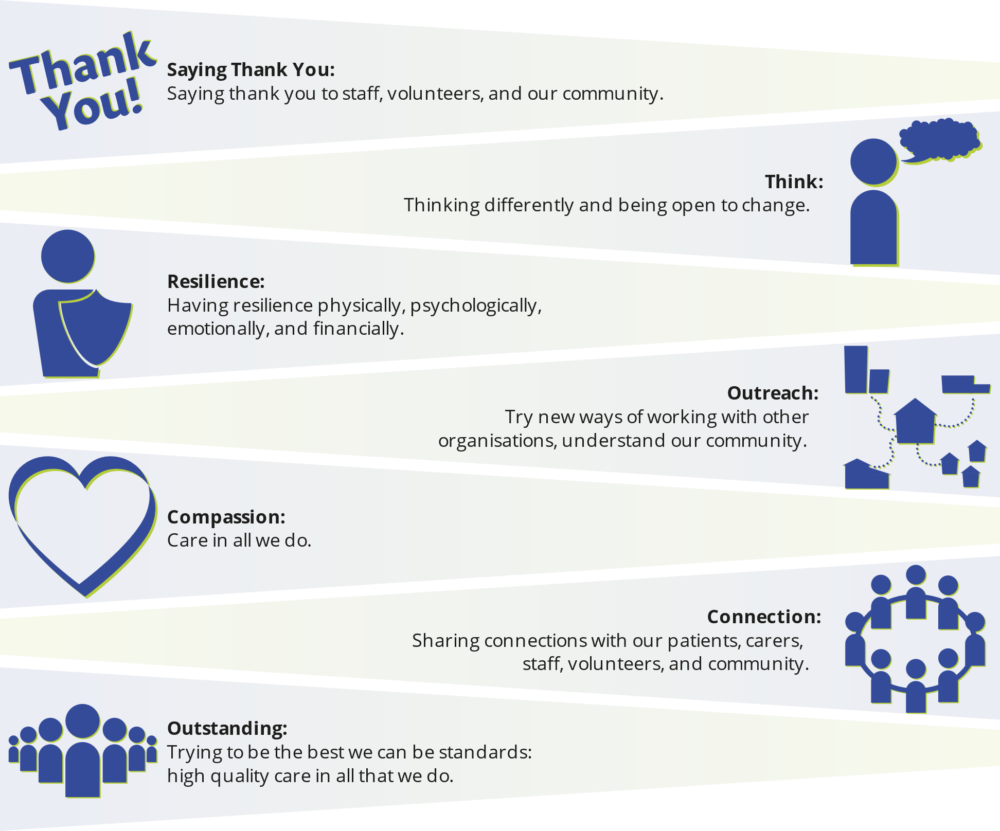 Thank
You!
Saying Thank You:
Saying thank you to staff, volunteers, and our community.
Think:
Thinking differently and being open to change.
Resilience:
Having resilience physically, psychologically,
emotionally, and financially.
Outreach:
Try new ways of working with other
organisations, understand our community.
Compassion:
Care in all we do.
Connection:
Sharing connections with our patients, carers,
staff, volunteers, and community.
Outstanding:
Trying to be the best we can be standards:
high quality care in all that we do.